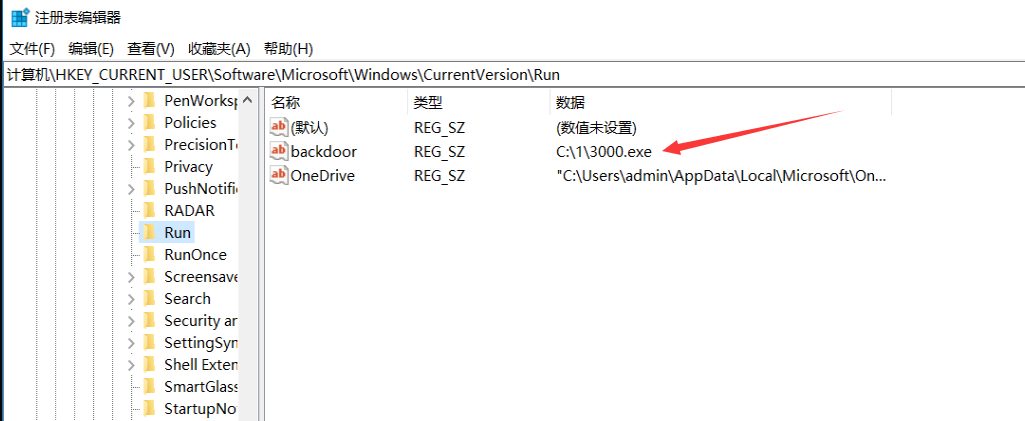 注册表编辑器
文件(F) 编辑(E) 查看(V) 收藏夹(A) 帮助(H)
计算机\HKEY_CURRENT_USER\Software\Microsoft\Windows\CurrentVersion\Run
PenWorksp
Policies
PrecisionTo
Privacy
PushNotific
RADAR
Run
RunOnce
Screensave
Search
Security an
SettingSyn
Shell Exten
SmartGlass
StartupNo
名称 类型 数据
ab (默认) REG_SZ (数值未设置)
ab backdoor REG_SZ C:\1\3000.exe
ab OneDrive REG_SZ "C:\Users\admin\AppData\Local\Microsoft\On...